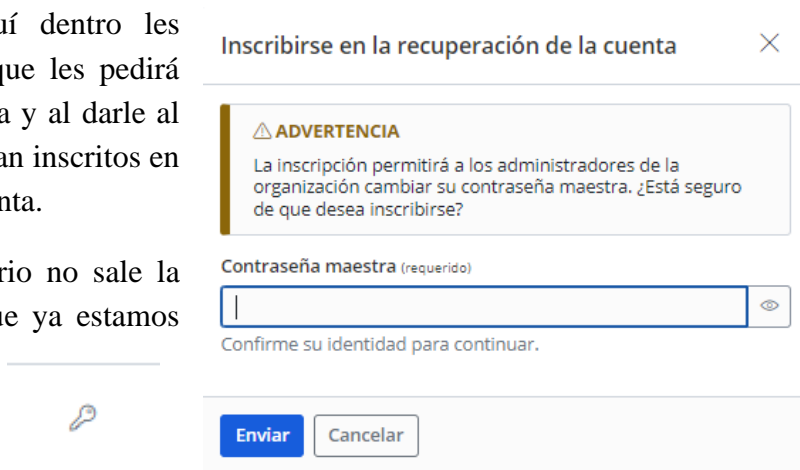 dentro les
que les pedirá
a y al darle al
an inscritos en
nta.
rio no sale la
ue ya estamos
Inscribirse en la recuperación de la cuenta
ADVERTENCIA
La inscripción permitirá a los administradores de la
organización cambiar su contraseña maestra. ¿Está seguro
de que desea inscribirse?
Contraseña maestra (requerido)
Confirme su identidad para continuar.
Enviar Cancelar